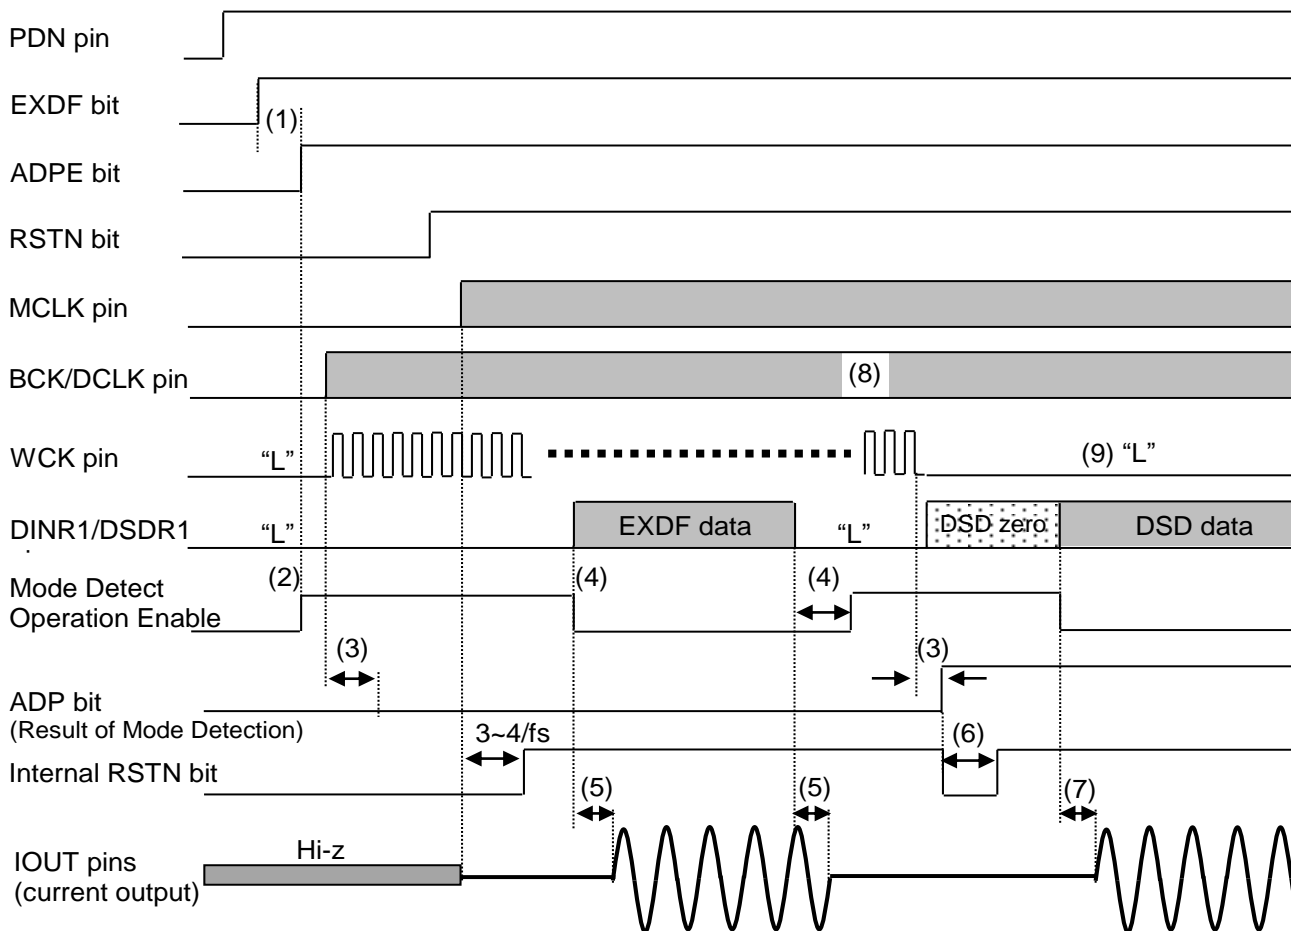 PDN pin
EXDF bit
(1)
ADPE bit
RSTN bit
MCLK pin
BCK/DCLK pin
(8)
WCK pin
“L”
(9) “L”
DINR1/DSDR1
“L”
EXDF data
“L”
DSD zero
DSD data
Mode Detect
Operation Enable
(2)
(4)
(4)
(3)
(3)
ADP bit
(Result of Mode Detection)
3~4/fs
(6)
Internal RSTN bit
(5)
(5)
(7)
Hi-z
IOUT pins
(current output)